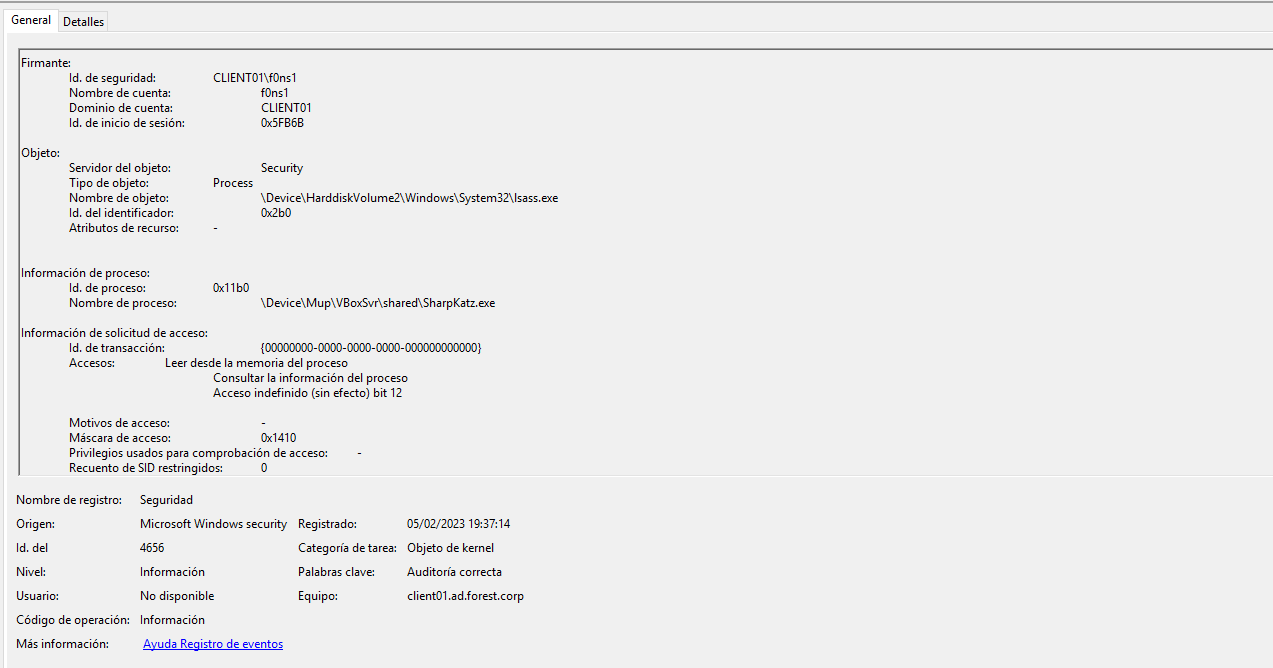 General Detalles
Firmante:
Id. de seguridad: CLIENT01\f0ns1
Nombre de cuenta: f0ns1
Dominio de cuenta: CLIENT01
Id. de inicio de sesión: 0x5FB6B
Objeto:
Servidor del objeto: Security
Tipo de objeto: Process
Nombre de objeto: \Device\HarddiskVolume2\Windows\System32\lsass.exe
Id. del identificador: 0x2b0
Atributos de recurso: -
Información de proceso:
Id. de proceso: 0x11b0
Nombre de proceso: \Device\Mup\VBoxSvr\shared\SharpKatz.exe
Información de solicitud de acceso:
Id. de transacción: {00000000-0000-0000-0000-000000000000}
Accesos: Leer desde la memoria del proceso
Consultar la información del proceso
Acceso indefinido (sin efecto) bit 12
Motivos de acceso: -
Máscara de acceso: 0x1410
Privilegios usados para comprobación de acceso: -
Recuento de SID restringidos: 0
Nombre de registro: Seguridad
Origen: Microsoft Windows security Registrado: 05/02/2023 19:37:14
Id. del 4656 Categoría de tarea: Objeto de kernel
Nivel: Información Palabras clave: Auditoría correcta
Usuario: No disponible Equipo: client01.ad.forest.corp
Código de operación: Información
Más información: Ayuda Registro de eventos